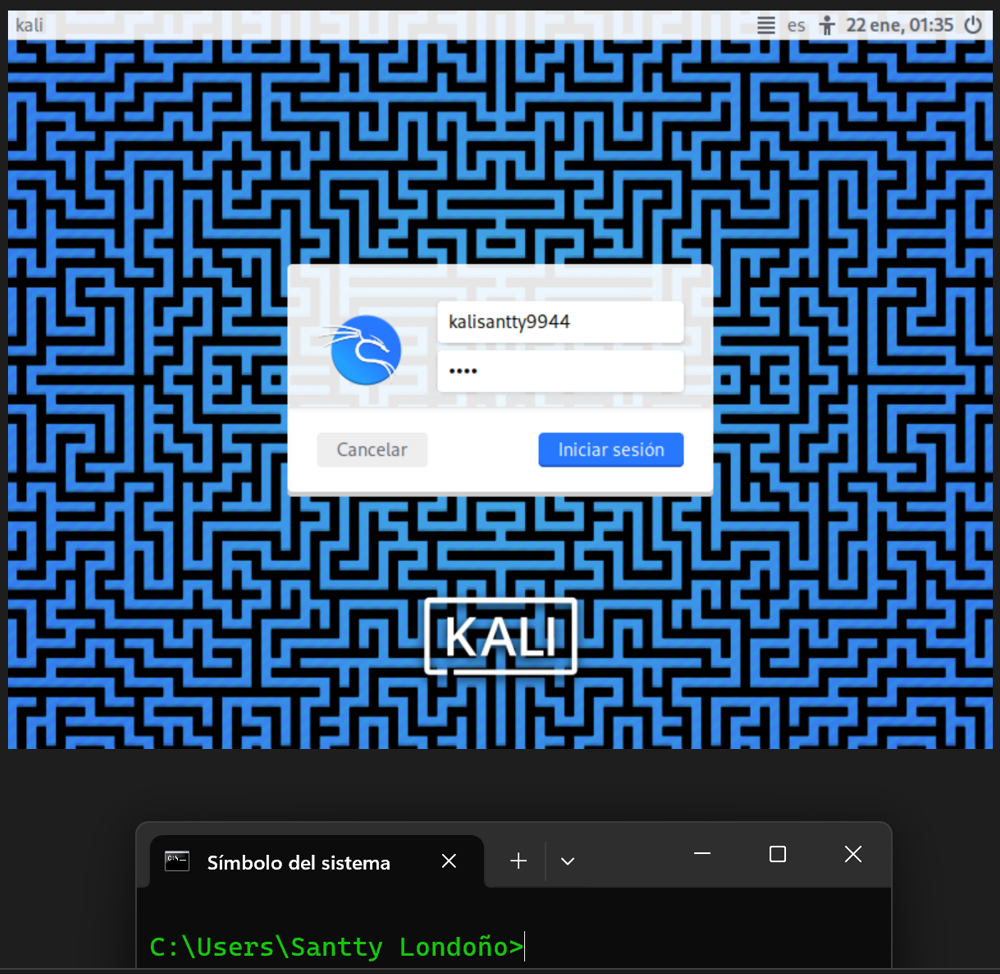 kali es 22 ene, 01:35
kalisantty9944
••••
Cancelar Iniciar sesión
KALI
Símbolo del sistema
C:\Users\Santty Londoño>